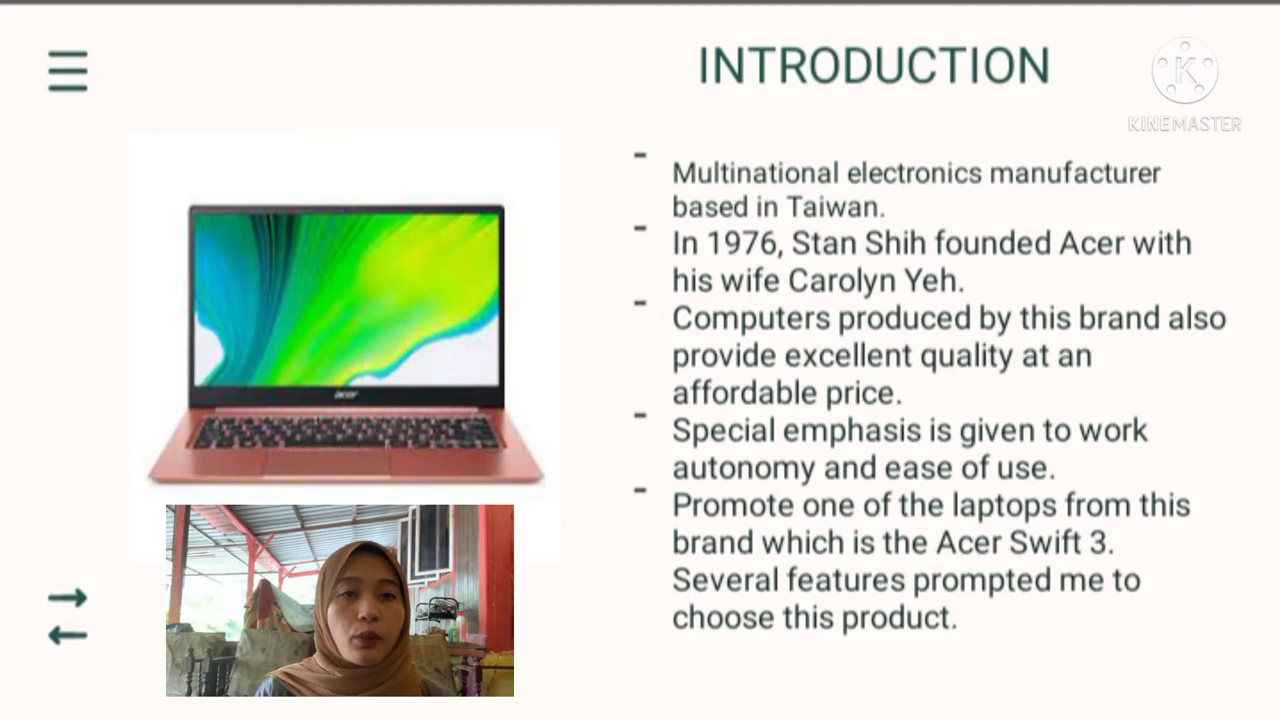 INTRODUCTION
KINEMASTER
- Multinational electronics manufacturer
based in Taiwan.
- In 1976, Stan Shih founded Acer with
his wife Carolyn Yeh.
- Computers produced by this brand also
provide excellent quality at an
affordable price.
- Special emphasis is given to work
autonomy and ease of use.
- Promote one of the laptops from this
brand which is the Acer Swift 3.
Several features prompted me to
choose this product.
acer